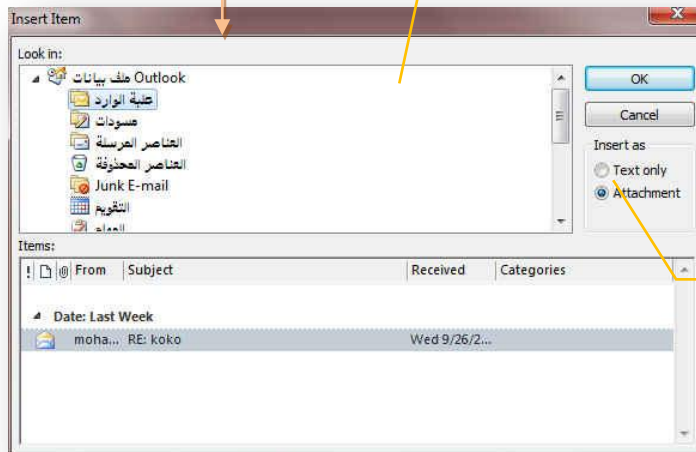 Insert Item
Look in:
ملف بيانات Outlook
علبة الوارد
مسودات
العناصر المرسلة
العناصر المحذوفة
Junk E-mail
التقويم
المهام
OK
Cancel
Insert as
Text only
Attachment
Items:
! From Subject Received Categories
Date: Last Week
moha... RE: koko Wed 9/26/2...